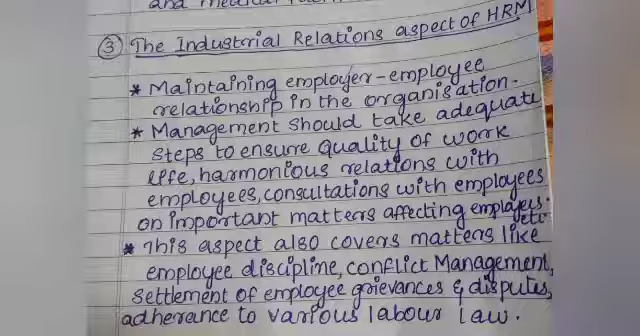 and medical
③ The Industrial Relations aspect of HRM
* Maintaining employer-employee
relationship in the organisation.
* Management should take adequate
steps to ensure Quality of work
life, harmonious relations with
employees, consultations with employees
on important matters affecting employees.
etc
* This aspect also covers matters like
employee discipline, conflict Management,
settlement of employee grievances & disputes,
adherance to various labour law.